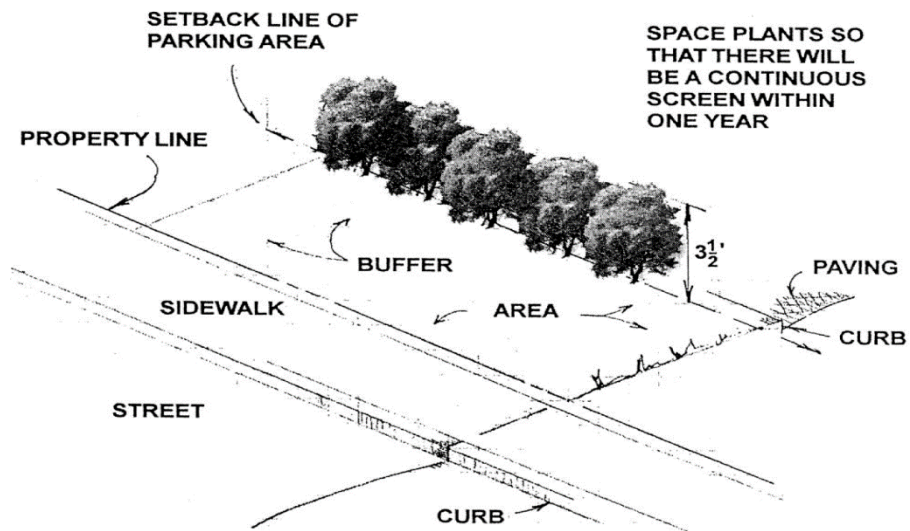 SETBACK LINE OF
PARKING AREA
SPACE PLANTS SO
THAT THERE WILL
BE A CONTINUOUS
SCREEN WITHIN
ONE YEAR
PROPERTY LINE
3½'
BUFFER
PAVING
SIDEWALK
AREA
CURB
STREET
CURB